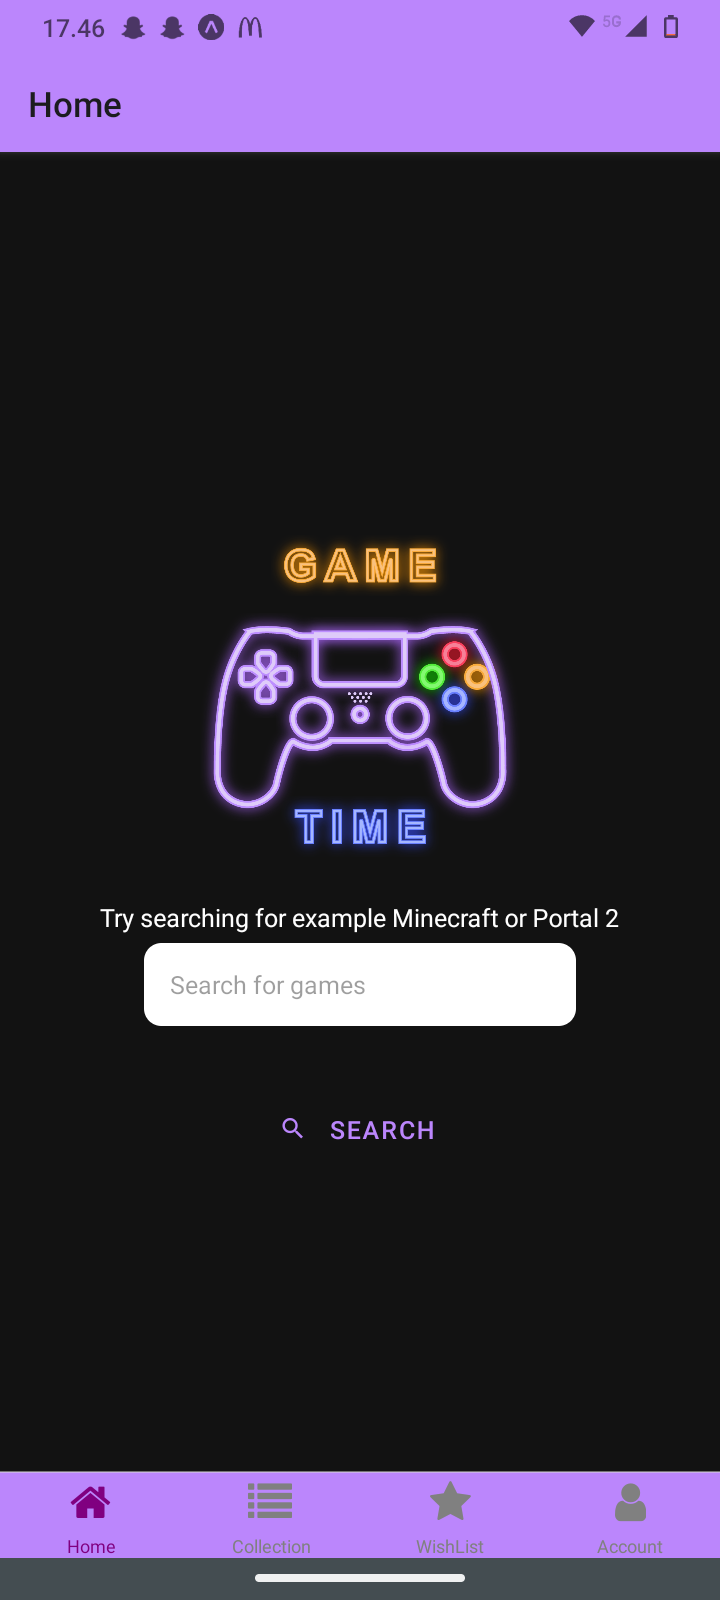 17.46
5G
Home
GAME
TIME
Try searching for example Minecraft or Portal 2
Search for games
SEARCH
Home
Collection
WishList
Account